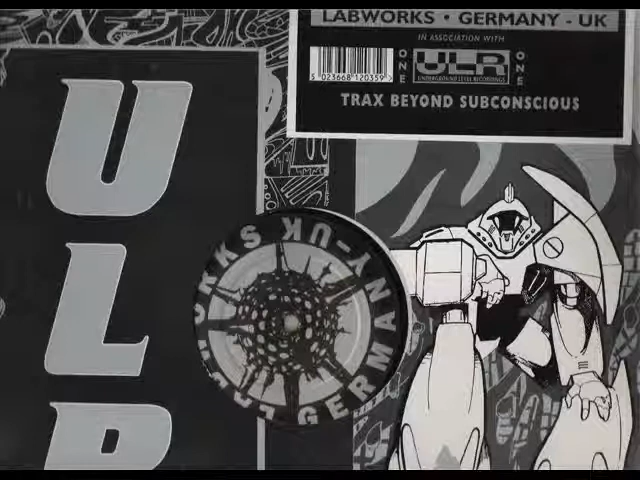 LABWORKS • GERMANY - UK
IN ASSOCIATION WITH
ONE
ULR
UNDERGROUND LEVEL RECORDINGS
ONE
5 023668 120359 >
TRAX BEYOND SUBCONSCIOUS
U
L
R
LABWORKS GERMANY-UK